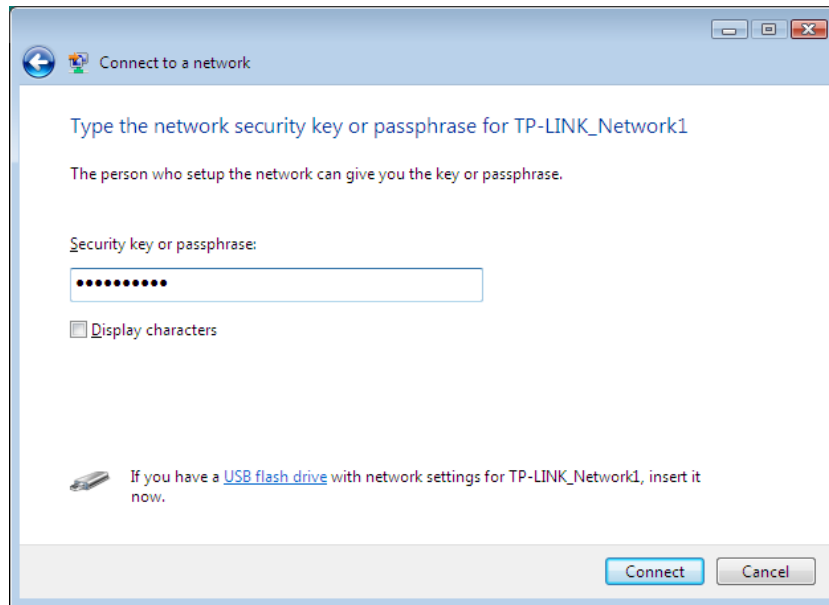 Connect to a network
Type the network security key or passphrase for TP-LINK_Network1
The person who setup the network can give you the key or passphrase.
Security key or passphrase:
••••••••••
Display characters
If you have a USB flash drive with network settings for TP-LINK_Network1, insert it
now.
Connect Cancel